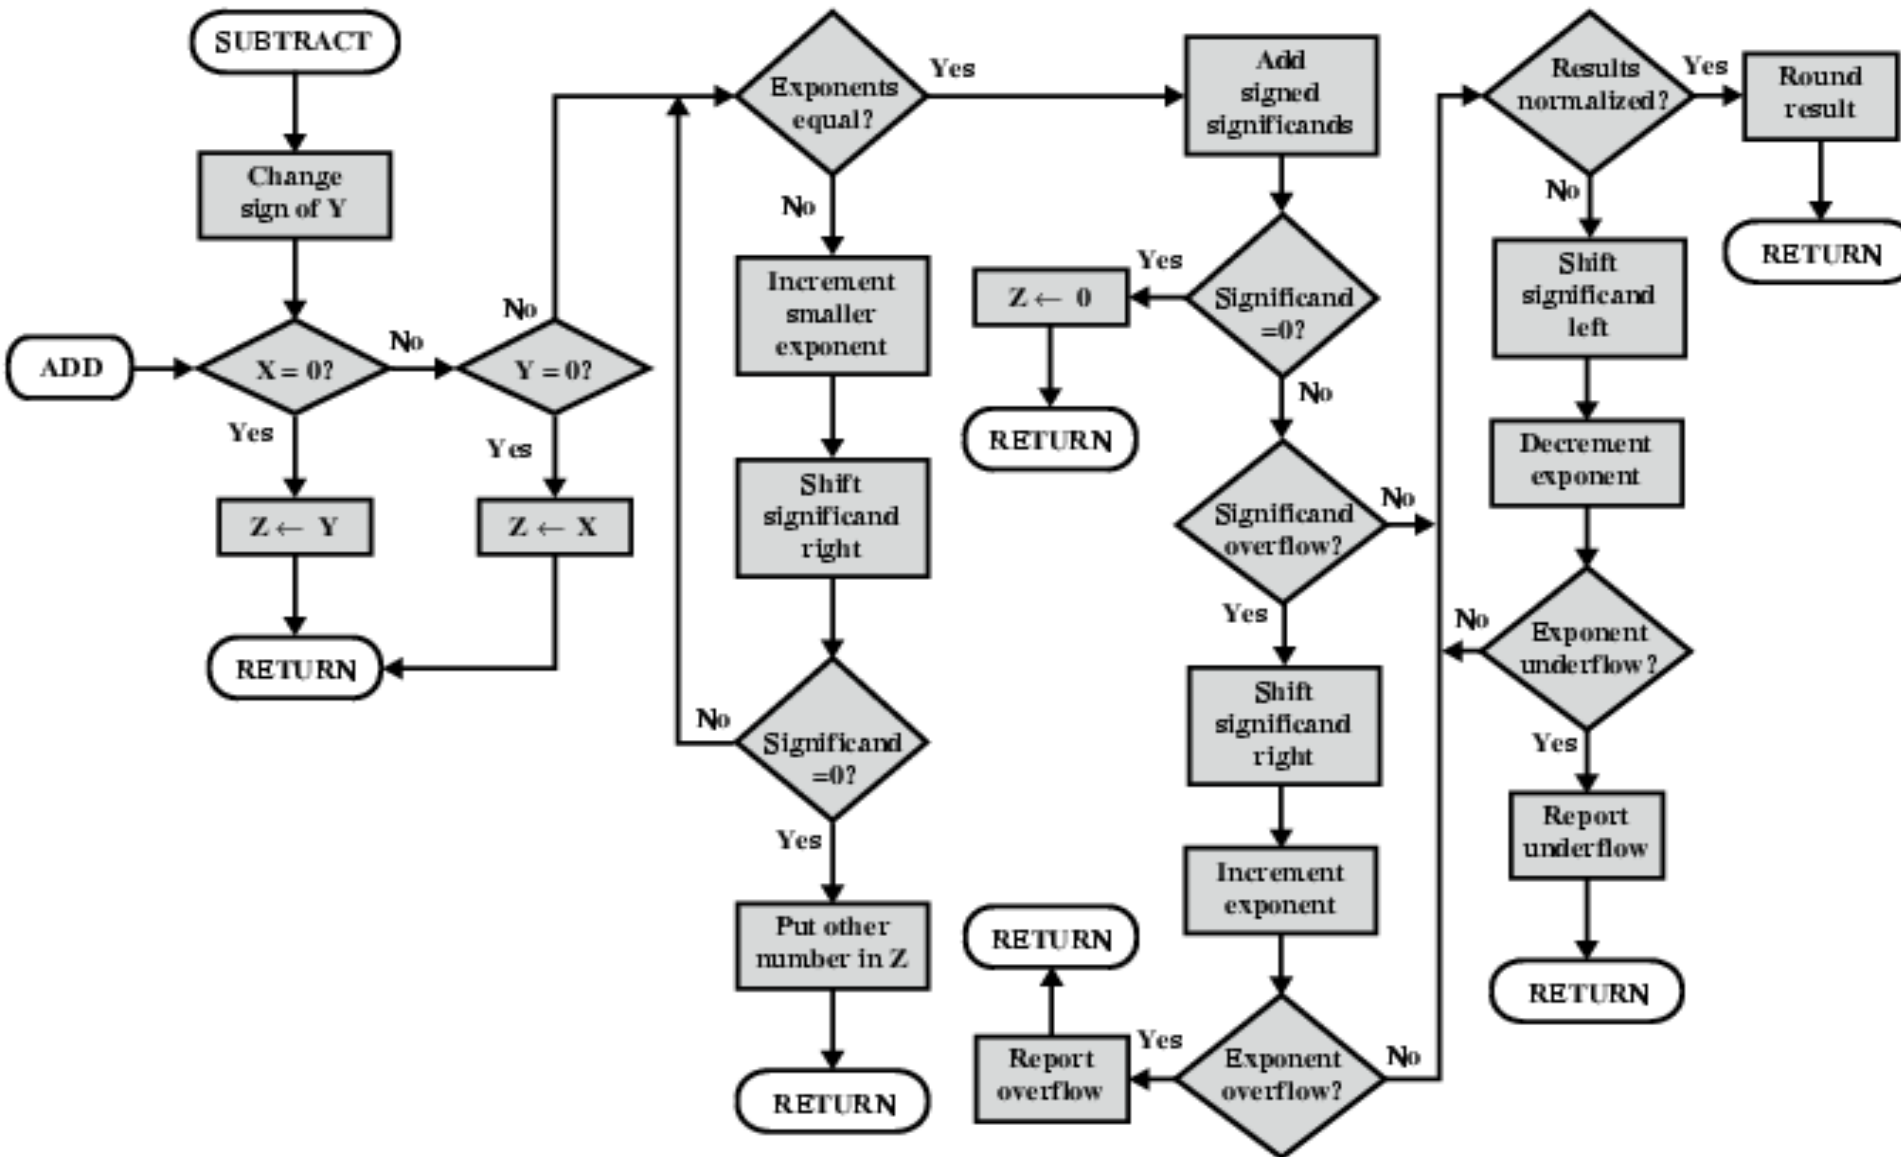 SUBTRACT
Change
sign of Y
ADD
X = 0?
No
Yes
Z ← Y
RETURN
Y = 0?
No
Yes
Z ← X
Exponents
equal?
Yes
No
Increment
smaller
exponent
Shift
significand
right
Significand
=0?
No
Yes
Put other
number in Z
RETURN
Add
signed
significands
Significand
=0?
Yes
Z ← 0
RETURN
No
Significand
overflow?
No
Yes
Shift
significand
right
Increment
exponent
Exponent
overflow?
Yes
Report
overflow
RETURN
No
Results
normalized?
Yes
Round
result
RETURN
No
Shift
significand
left
Decrement
exponent
Exponent
underflow?
No
Yes
Report
underflow
RETURN